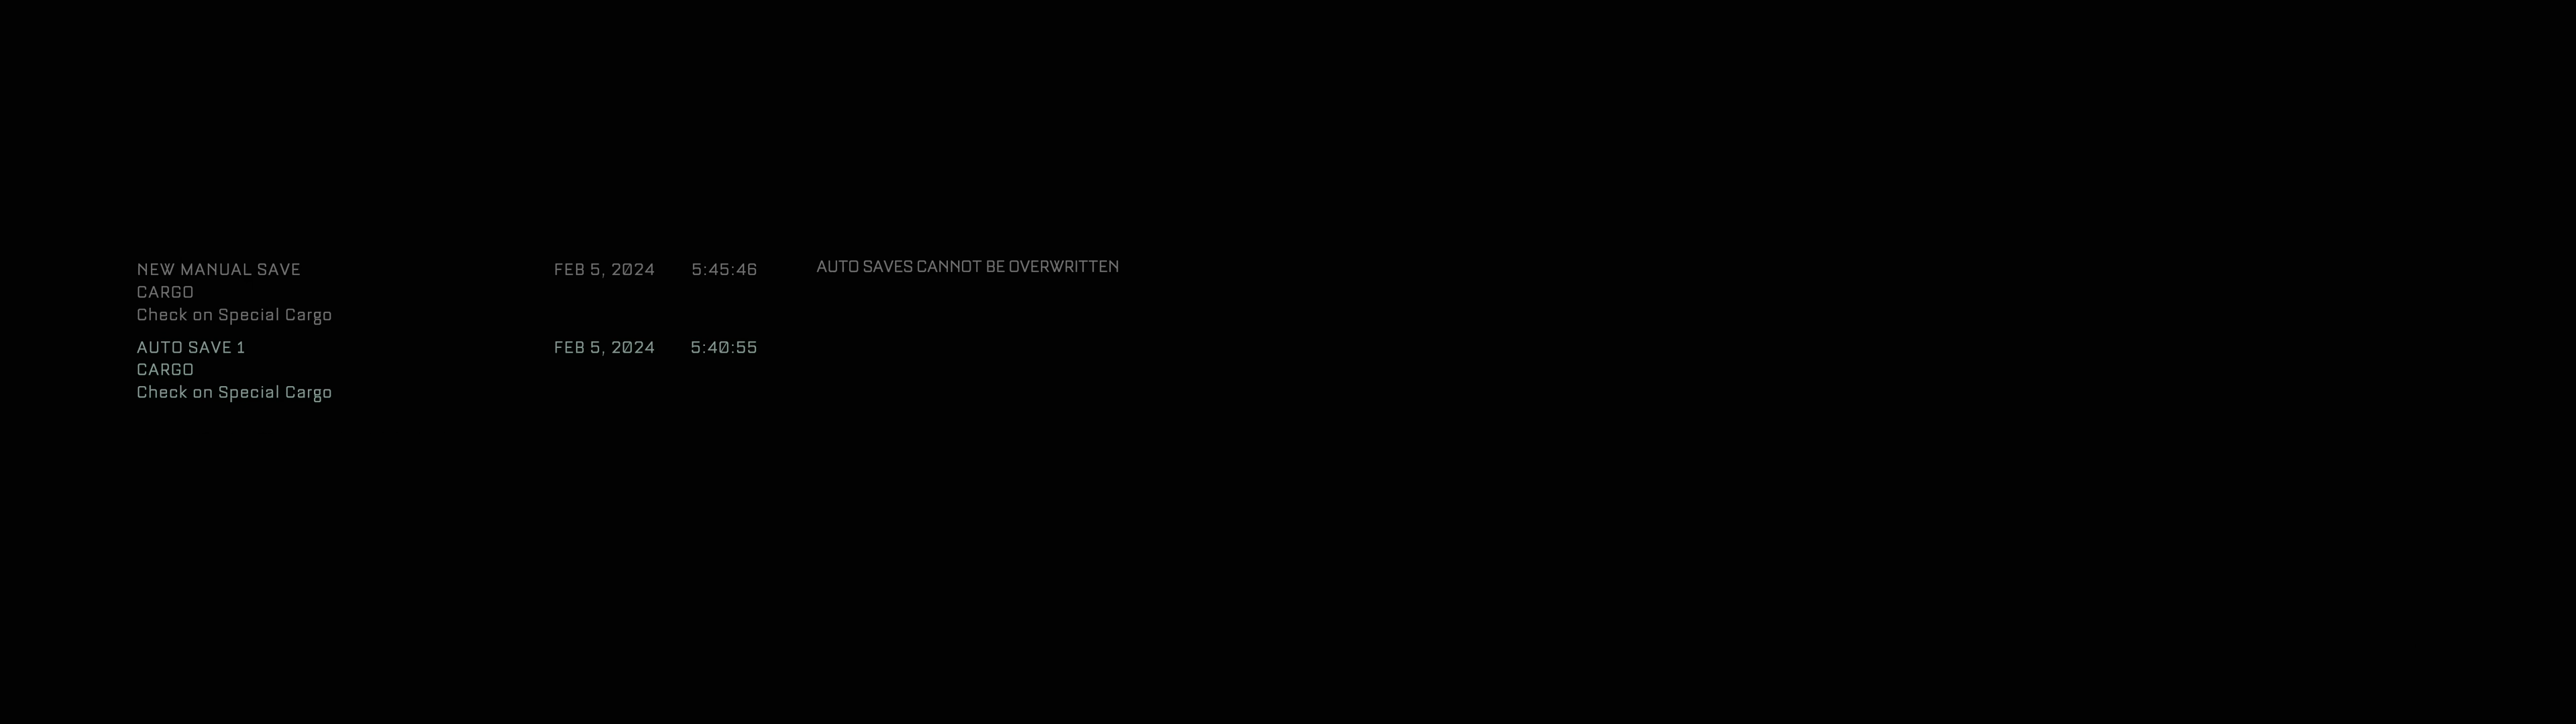 NEW MANUAL SAVE FEB 5, 2024 5:45:46 AUTO SAVES CANNOT BE OVERWRITTEN
CARGO
Check on Special Cargo
AUTO SAVE 1 FEB 5, 2024 5:40:55
CARGO
Check on Special Cargo